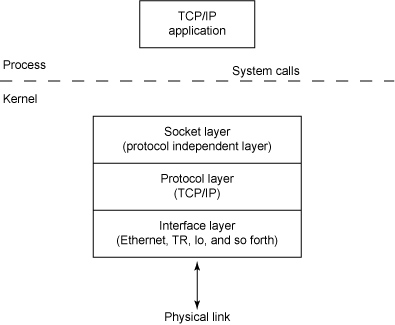 TCP/IP
application
Process
System calls
Kernel
Socket layer
(protocol independent layer)
Protocol layer
(TCP/IP)
Interface layer
(Ethernet, TR, lo, and so forth)
Physical link